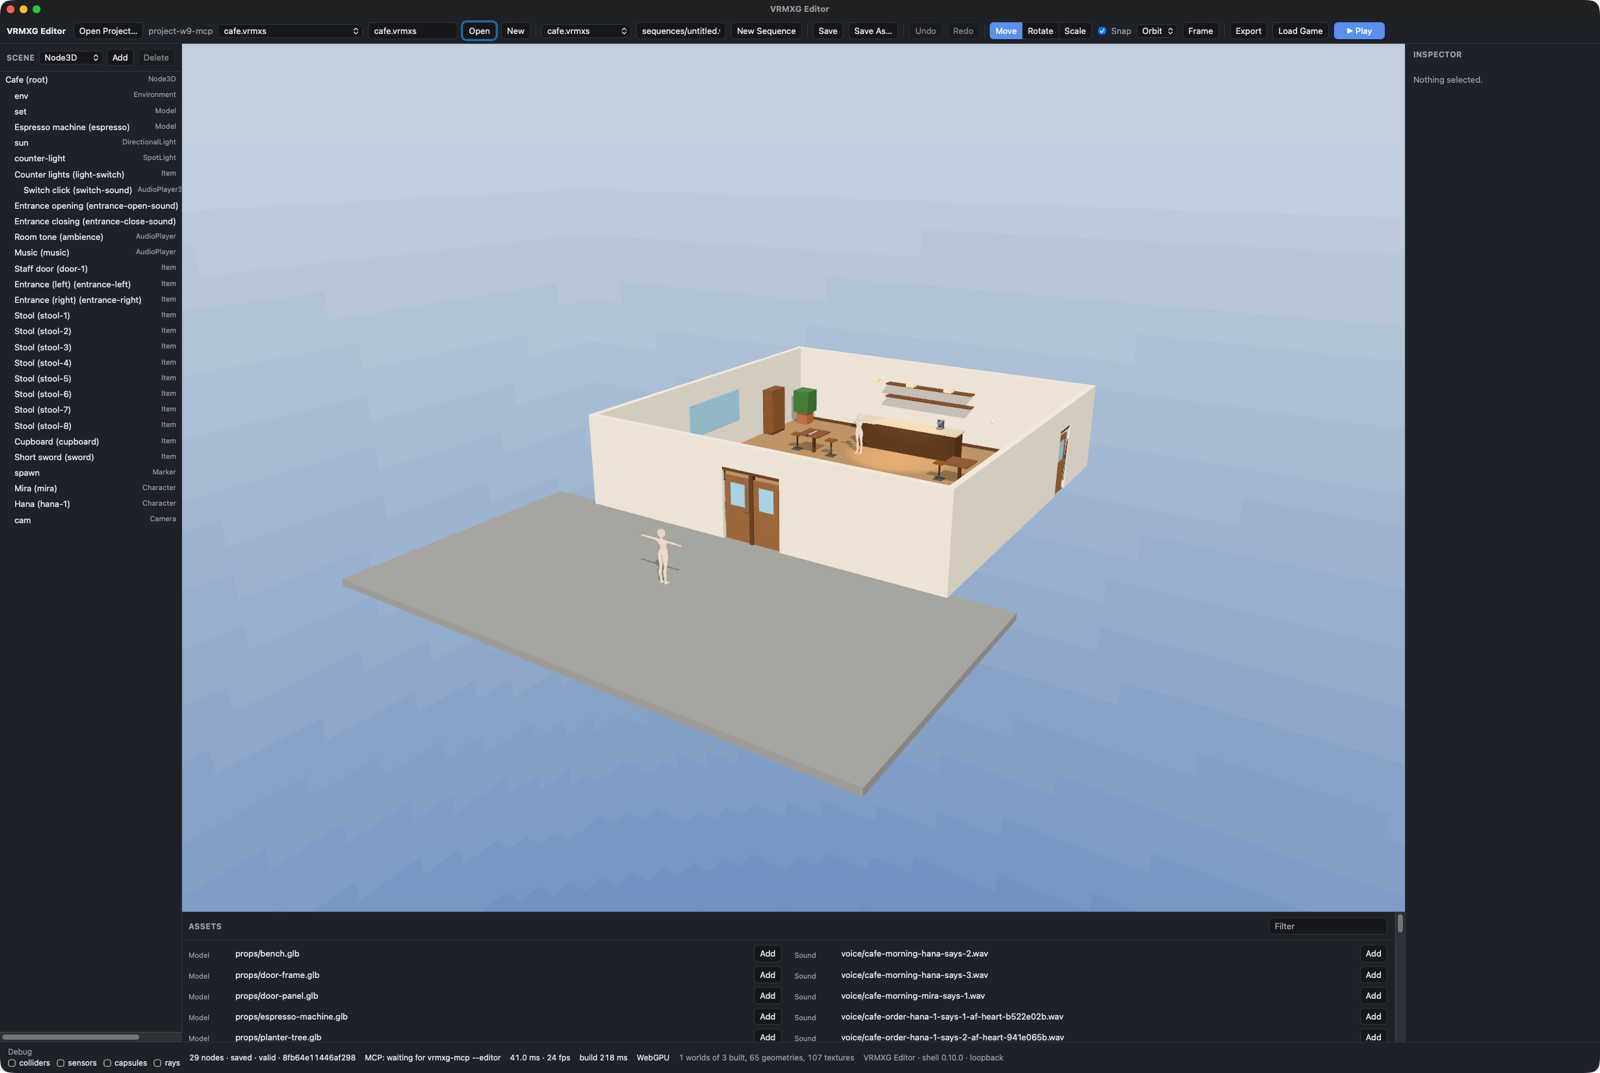 VRMXG Editor
VRMXG Editor Open Project... project-w9-mcp cafe.vrmxs cafe.vrmxs Open New cafe.vrmxs sequences/untitled. New Sequence Save Save As... Undo Redo Move Rotate Scale Snap Orbit Frame Export Load Game Play
SCENE Node3D Add Delete
Cafe (root) Node3D
env Environment
set Model
Espresso machine (espresso) Model
sun DirectionalLight
counter-light SpotLight
Counter lights (light-switch) Item
Switch click (switch-sound) AudioPlayer3
Entrance opening (entrance-open-sound)
Entrance closing (entrance-close-sound)
Room tone (ambience) AudioPlayer
Music (music) AudioPlayer
Staff door (door-1) Item
Entrance (left) (entrance-left) Item
Entrance (right) (entrance-right) Item
Stool (stool-1) Item
Stool (stool-2) Item
Stool (stool-3) Item
Stool (stool-4) Item
Stool (stool-5) Item
Stool (stool-6) Item
Stool (stool-7) Item
Stool (stool-8) Item
Cupboard (cupboard) Item
Short sword (sword) Item
spawn Marker
Mira (mira) Character
Hana (hana-1) Character
cam Camera
INSPECTOR
Nothing selected.
ASSETS Filter
Model props/bench.glb Add Sound voice/cafe-morning-hana-says-2.wav Add
Model props/door-frame.glb Add Sound voice/cafe-morning-hana-says-3.wav Add
Model props/door-panel.glb Add Sound voice/cafe-morning-mira-says-1.wav Add
Model props/espresso-machine.glb Add Sound voice/cafe-order-hana-1-says-1-af-heart-b522e02b.wav Add
Model props/planter-tree.glb Add Sound voice/cafe-order-hana-1-says-2-af-heart-941e065b.wav Add
Debug
colliders sensors capsules rays
29 nodes · saved · valid · 8fb64e11446af298 MCP: waiting for vrmxg-mcp --editor 41.0 ms · 24 fps build 218 ms WebGPU 1 worlds of 3 built, 65 geometries, 107 textures VRMXG Editor · shell 0.10.0 · loopback